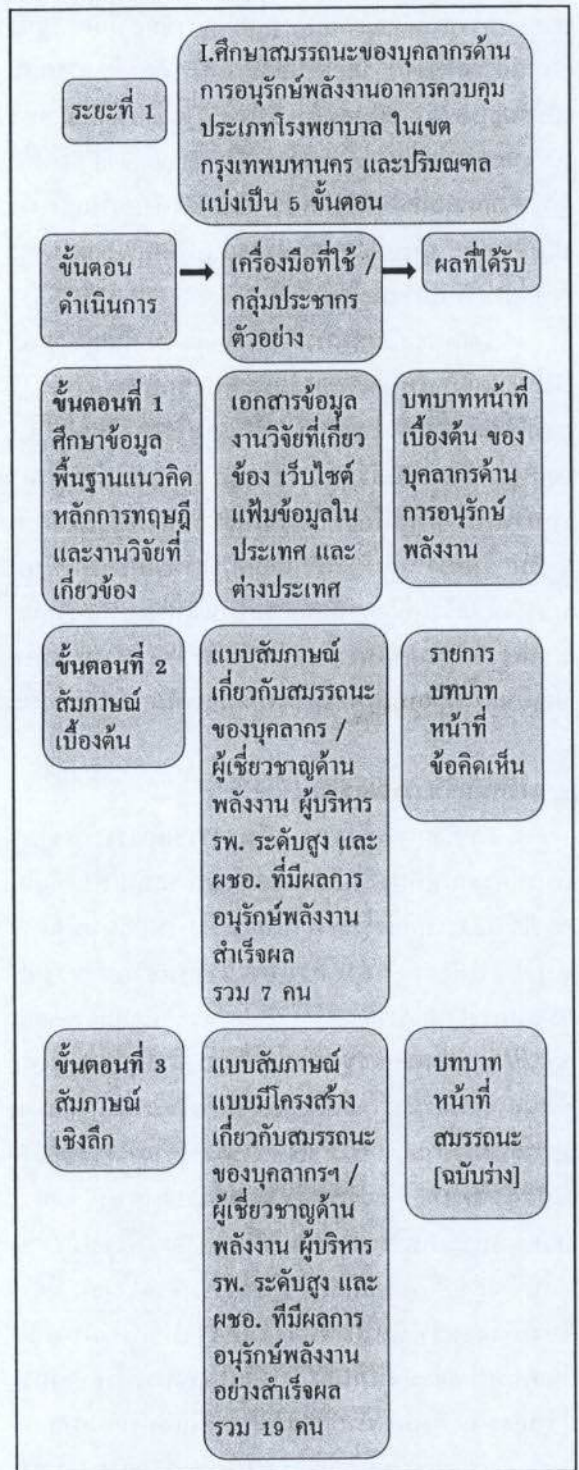 ระยะที่ 1
I.ศึกษาสมรรถนะของบุคลากรด้าน
การอนุรักษ์พลังงานอาคารควบคุม
ประเภทโรงพยาบาล ในเขต
กรุงเทพมหานคร และปริมณฑล
แบ่งเป็น 5 ขั้นตอน
ขั้นตอน
ดำเนินการ
เครื่องมือที่ใช้ /
กลุ่มประชากร
ตัวอย่าง
ผลที่ได้รับ
ขั้นตอนที่ 1
ศึกษาข้อมูล
พื้นฐานแนวคิด
หลักการทฤษฎี
และงานวิจัยที่
เกี่ยวข้อง
เอกสารข้อมูล
งานวิจัยที่เกี่ยว
ข้อง เว็บไซต์
แฟ้มข้อมูลใน
ประเทศ และ
ต่างประเทศ
บทบาทหน้าที่
เบื้องต้น ของ
บุคลากรด้าน
การอนุรักษ์
พลังงาน
ขั้นตอนที่ 2
สัมภาษณ์
เบื้องต้น
แบบสัมภาษณ์
เกี่ยวกับสมรรถนะ
ของบุคลากร /
ผู้เชี่ยวชาญด้าน
พลังงาน ผู้บริหาร
รพ. ระดับสูง และ
ผชอ. ที่มีผลการ
อนุรักษ์พลังงาน
สำเร็จผล
รวม 7 คน
รายการ
บทบาท
หน้าที่
ข้อคิดเห็น
ขั้นตอนที่ 3
สัมภาษณ์
เชิงลึก
แบบสัมภาษณ์
แบบมีโครงสร้าง
เกี่ยวกับสมรรถนะ
ของบุคลากรฯ /
ผู้เชี่ยวชาญด้าน
พลังงาน ผู้บริหาร
รพ. ระดับสูง และ
ผชอ. ที่มีผลการ
อนุรักษ์พลังงาน
อย่างสำเร็จผล
รวม 19 คน
บทบาท
หน้าที่
สมรรถนะ
[ฉบับร่าง]